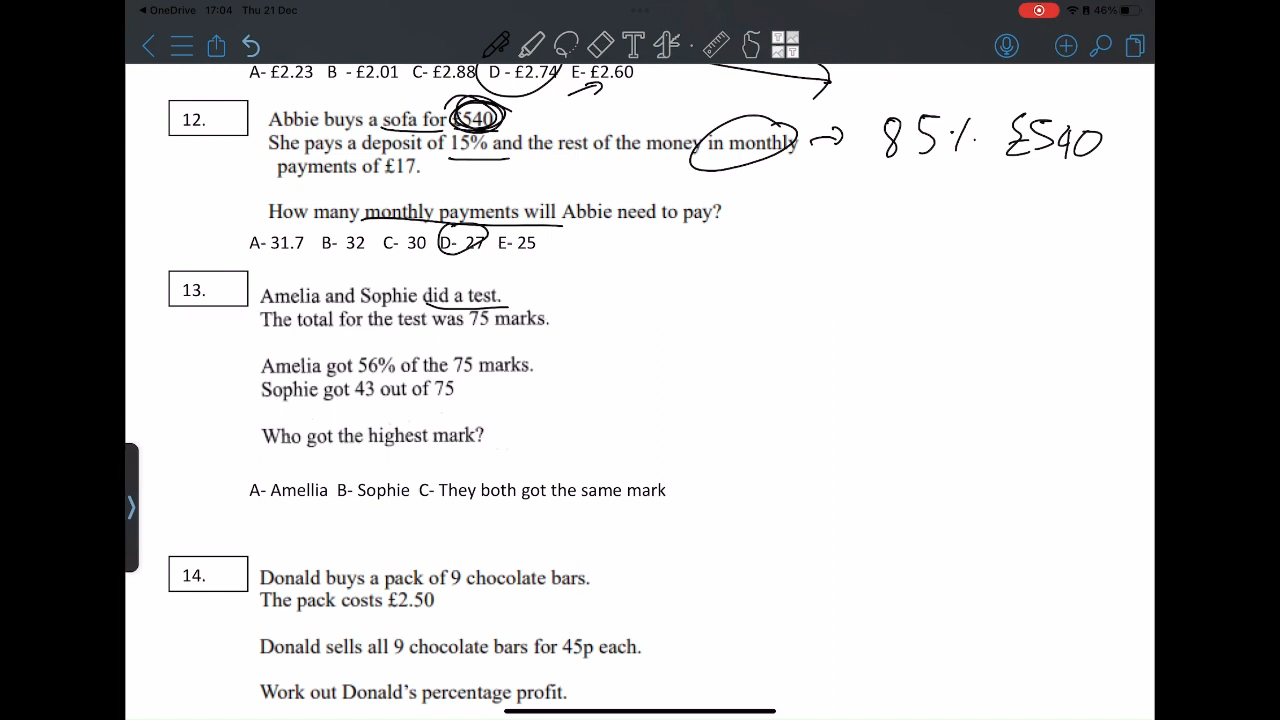 OneDrive 17:04 Thu 21 Dec 46%
A- £2.23 B - £2.01 C- £2.88 D - £2.74 E- £2.60
12. Abbie buys a sofa for £540
She pays a deposit of 15% and the rest of the money in monthly 85% £540
payments of £17.
How many monthly payments will Abbie need to pay?
A- 31.7 B- 32 C- 30 D- 27 E- 25
13. Amelia and Sophie did a test.
The total for the test was 75 marks.
Amelia got 56% of the 75 marks.
Sophie got 43 out of 75
Who got the highest mark?
A- Amellia B- Sophie C- They both got the same mark
14. Donald buys a pack of 9 chocolate bars.
The pack costs £2.50
Donald sells all 9 chocolate bars for 45p each.
Work out Donald's percentage profit.